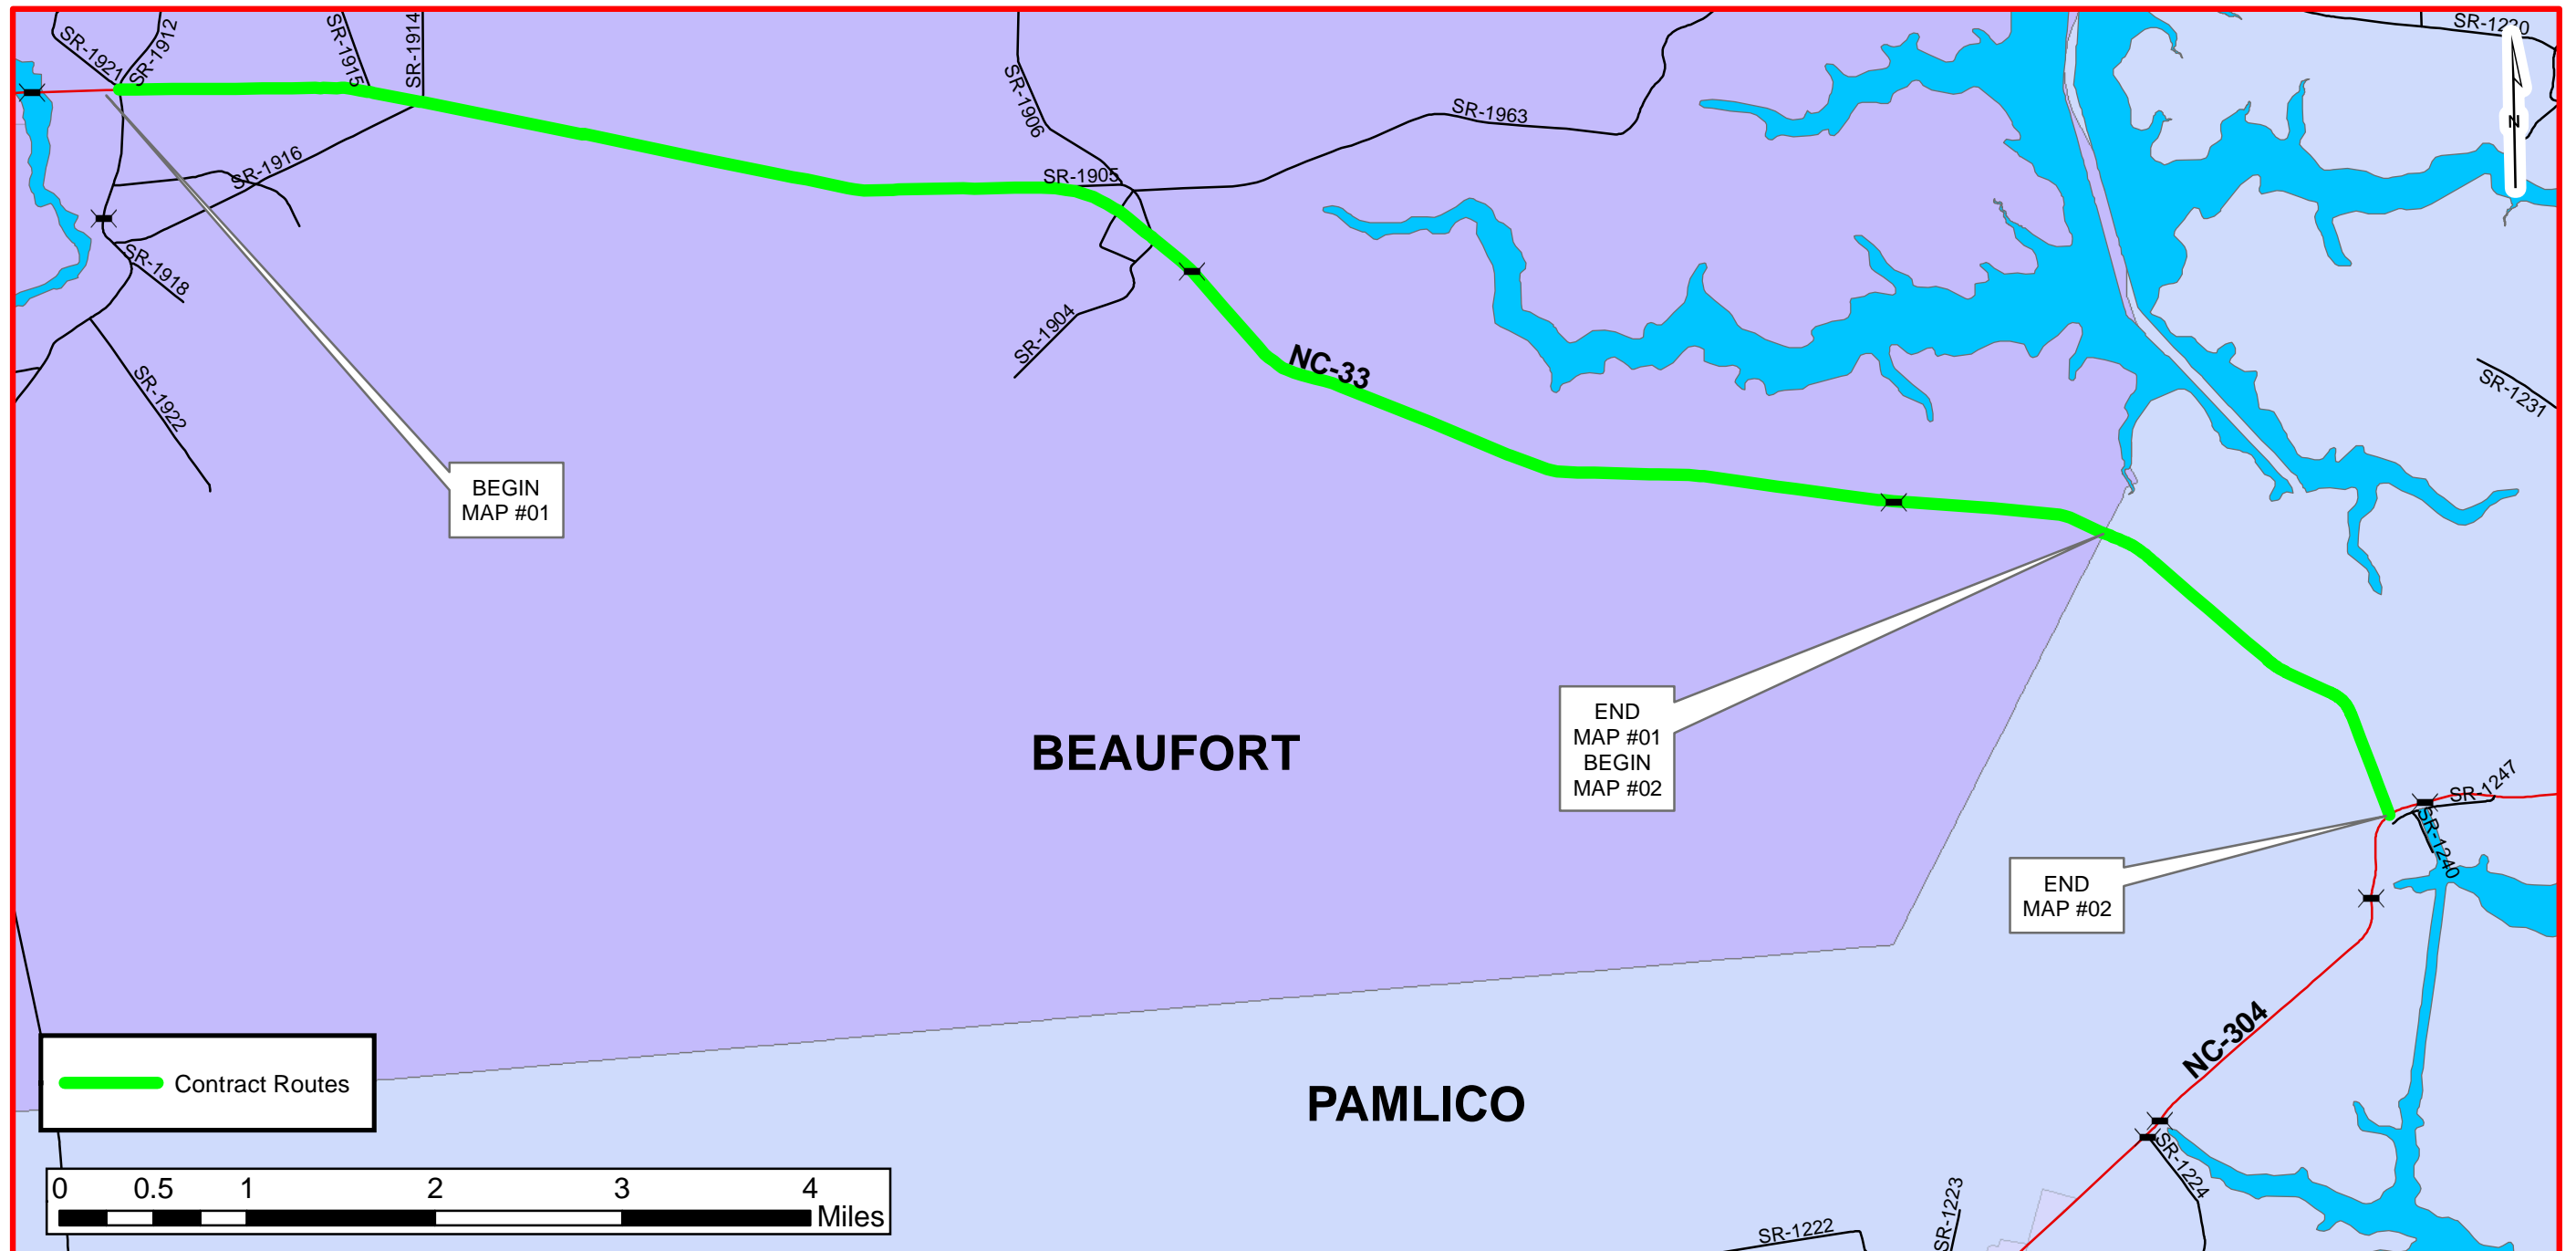 SR-1921
SR-1912
SR-1915
SR-1914
SR-1906
SR-1963
SR-1230
N
SR-1916
SR-1905
SR-1918
SR-1904
NC-33
SR-1922
SR-1231
BEGIN
MAP #01
END
MAP #01
BEGIN
MAP #02
BEAUFORT
SR-1247
SR-1240
END
MAP #02
NC-304
Contract Routes
PAMLICO
SR-1224
SR-1223
SR-1222
0 0.5 1 2 3 4
Miles